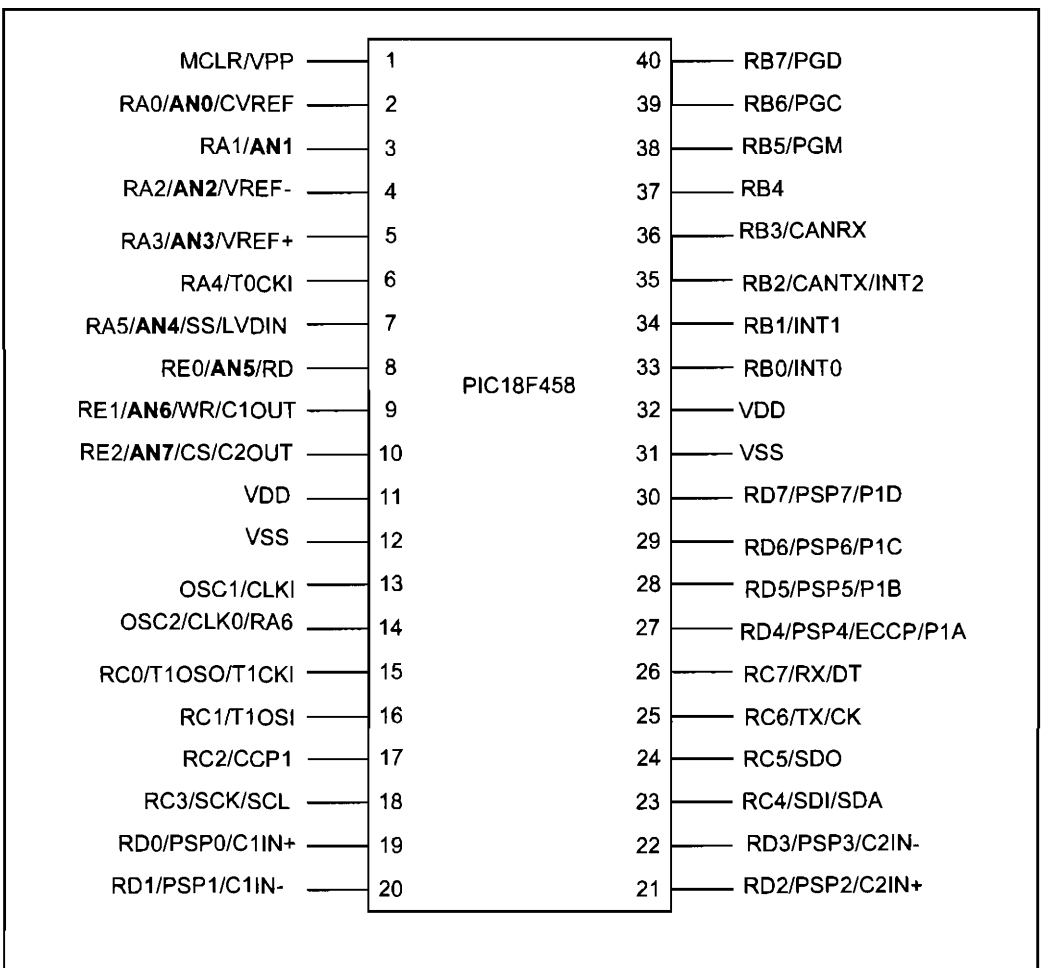 MCLR/VPP 1 40 RB7/PGD
RA0/AN0/CVREF 2 39 RB6/PGC
RA1/AN1 3 38 RB5/PGM
RA2/AN2/VREF- 4 37 RB4
RA3/AN3/VREF+ 5 36 RB3/CANRX
RA4/T0CKI 6 35 RB2/CANTX/INT2
RA5/AN4/SS/LVDIN 7 34 RB1/INT1
RE0/AN5/RD 8 33 RB0/INT0
PIC18F458
RE1/AN6/WR/C1OUT 9 32 VDD
RE2/AN7/CS/C2OUT 10 31 VSS
VDD 11 30 RD7/PSP7/P1D
VSS 12 29 RD6/PSP6/P1C
OSC1/CLKI 13 28 RD5/PSP5/P1B
OSC2/CLK0/RA6 14 27 RD4/PSP4/ECCP/P1A
RC0/T1OSO/T1CKI 15 26 RC7/RX/DT
RC1/T1OSI 16 25 RC6/TX/CK
RC2/CCP1 17 24 RC5/SDO
RC3/SCK/SCL 18 23 RC4/SDI/SDA
RD0/PSP0/C1IN+ 19 22 RD3/PSP3/C2IN-
RD1/PSP1/C1IN- 20 21 RD2/PSP2/C2IN+